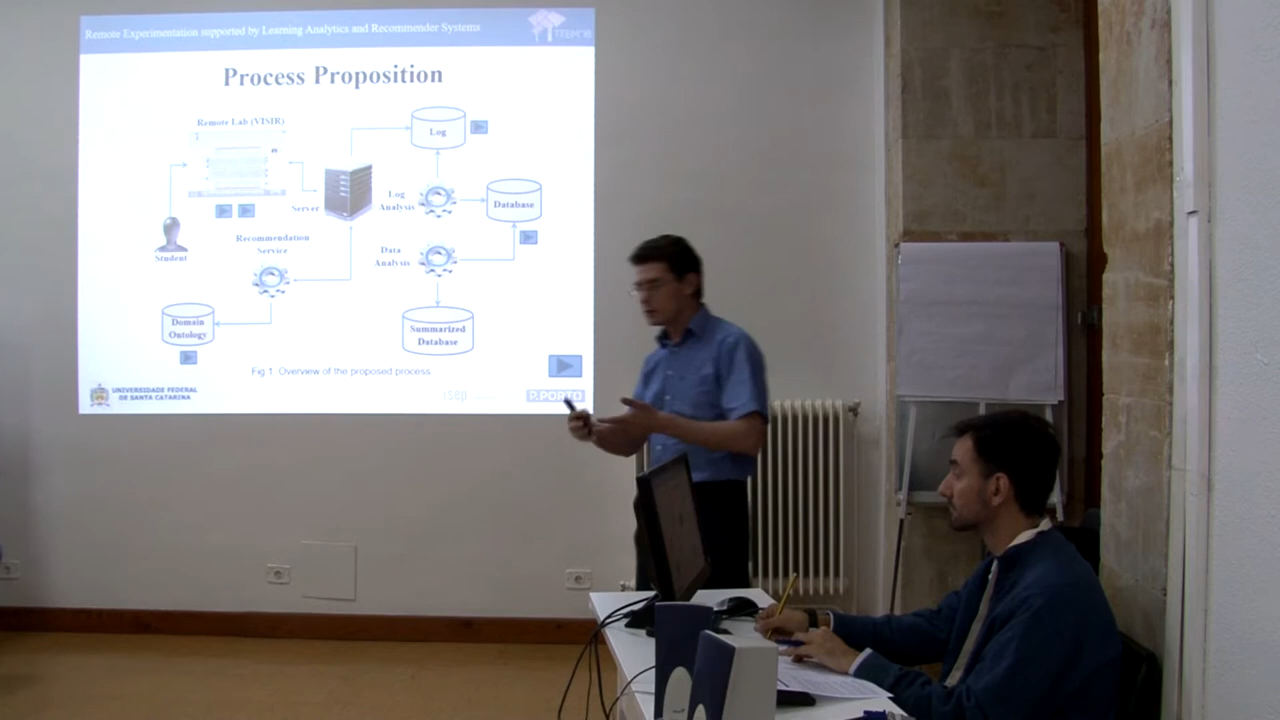 Remote Experimentation supported by Learning Analytics and Recommender Systems
TTEM'18
Process Proposition
Remote Lab (VISIR)
Log
Server
Log
Analysis
Database
Student
Recommendation
Service
Data
Analysis
Domain
Ontology
Summarized
Database
Fig 1. Overview of the proposed process.
UNIVERSIDADE FEDERAL
DE SANTA CATARINA
isep
P.PORTO